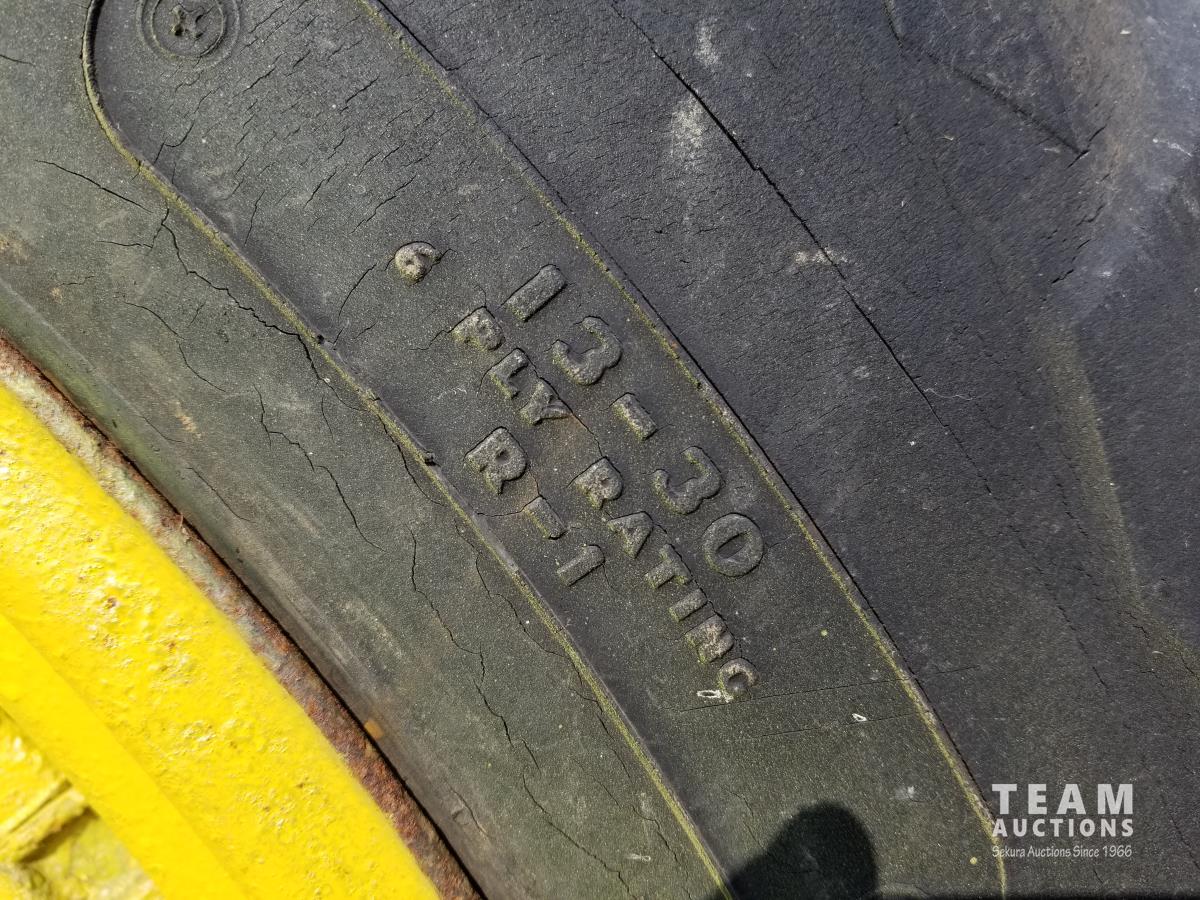 13-30
6 PLY RATING
R-1
TEAM
AUCTIONS
Sekura Auctions Since 1966